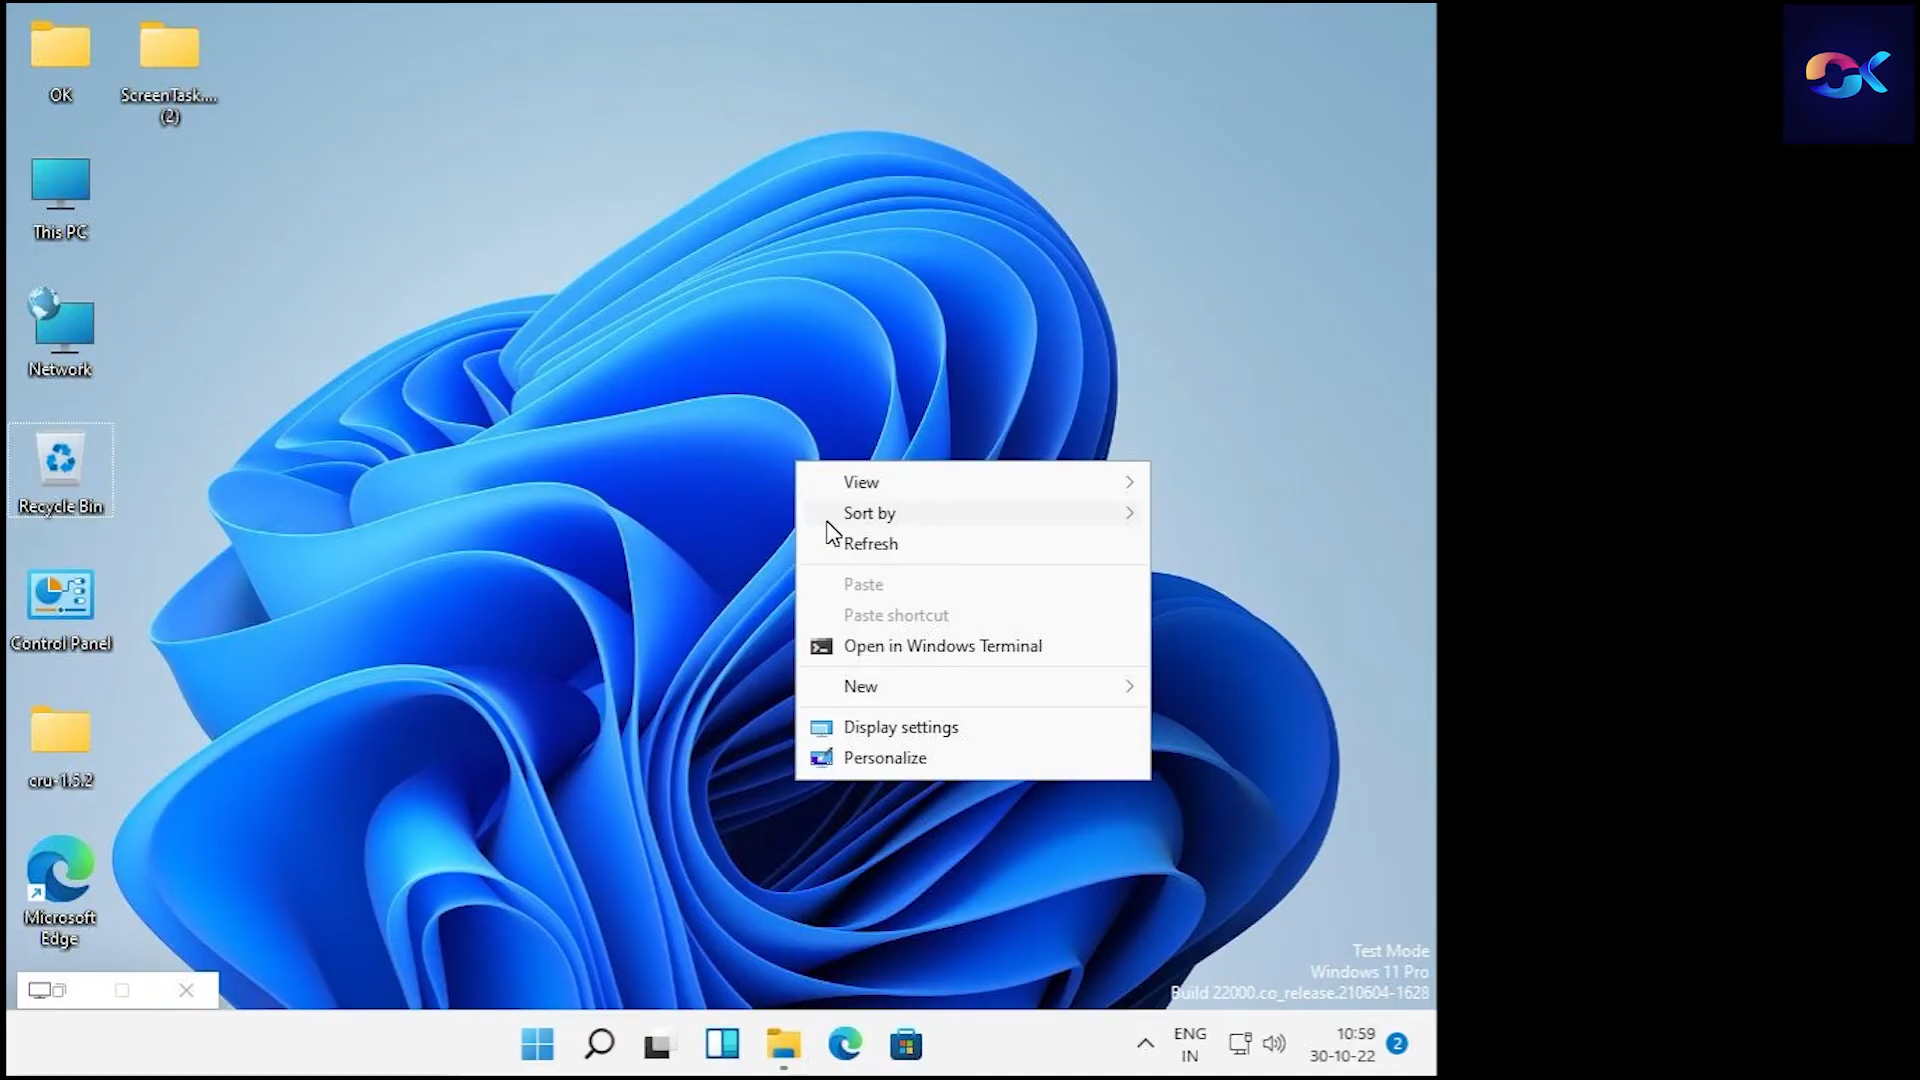 OK
ScreenTask....
(2)
This PC
Network
Recycle Bin
Control Panel
cru-1.5.2
Microsoft
Edge
View
Sort by
Refresh
Paste
Paste shortcut
Open in Windows Terminal
New
Display settings
Personalize
Test Mode
Windows 11 Pro
Build 22000.co_release.210604-1628
ENG
IN
10:59
30-10-22
2
OK